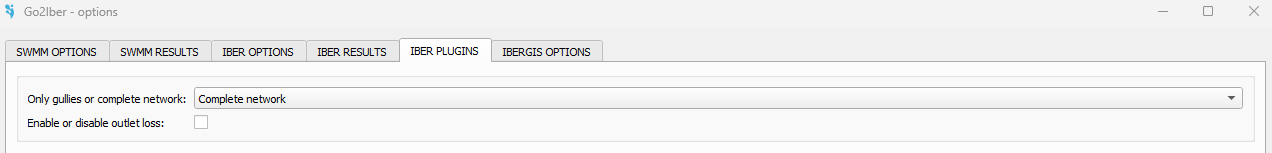 Go2Iber - options
SWMM OPTIONS SWMM RESULTS IBER OPTIONS IBER RESULTS IBER PLUGINS IBERGIS OPTIONS
Only gullies or complete network: Complete network
Enable or disable outlet loss: